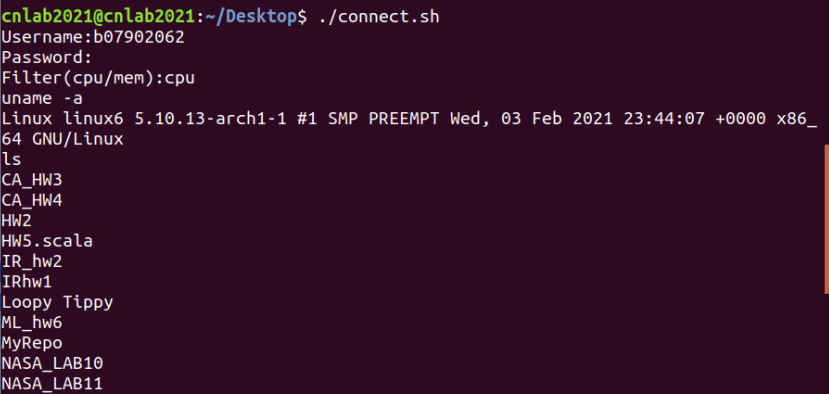 cnlab2021@cnlab2021:~/Desktop$ ./connect.sh
Username:b07902062
Password:
Filter(cpu/mem):cpu
uname -a
Linux linux6 5.10.13-arch1-1 #1 SMP PREEMPT Wed, 03 Feb 2021 23:44:07 +0000 x86_
64 GNU/Linux
ls
CA_HW3
CA_HW4
HW2
HW5.scala
IR_hw2
IRhw1
Loopy Tippy
ML_hw6
MyRepo
NASA_LAB10
NASA_LAB11